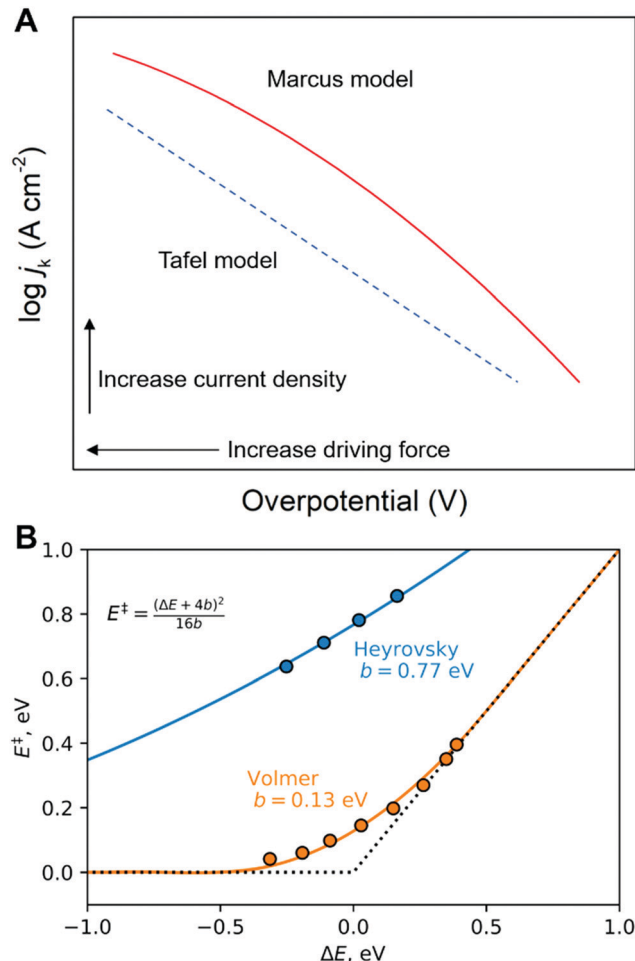 A
Marcus model
Tafel model
log jₖ (A cm⁻²)
Increase current density
Increase driving force
Overpotential (V)
B
1.0
0.8
0.6
0.4
0.2
0.0
E‡, eV
E‡ = (ΔE + 4b)² / 16b
Heyrovsky
b = 0.77 eV
Volmer
b = 0.13 eV
−1.0 −0.5 0.0 0.5 1.0
ΔE, eV